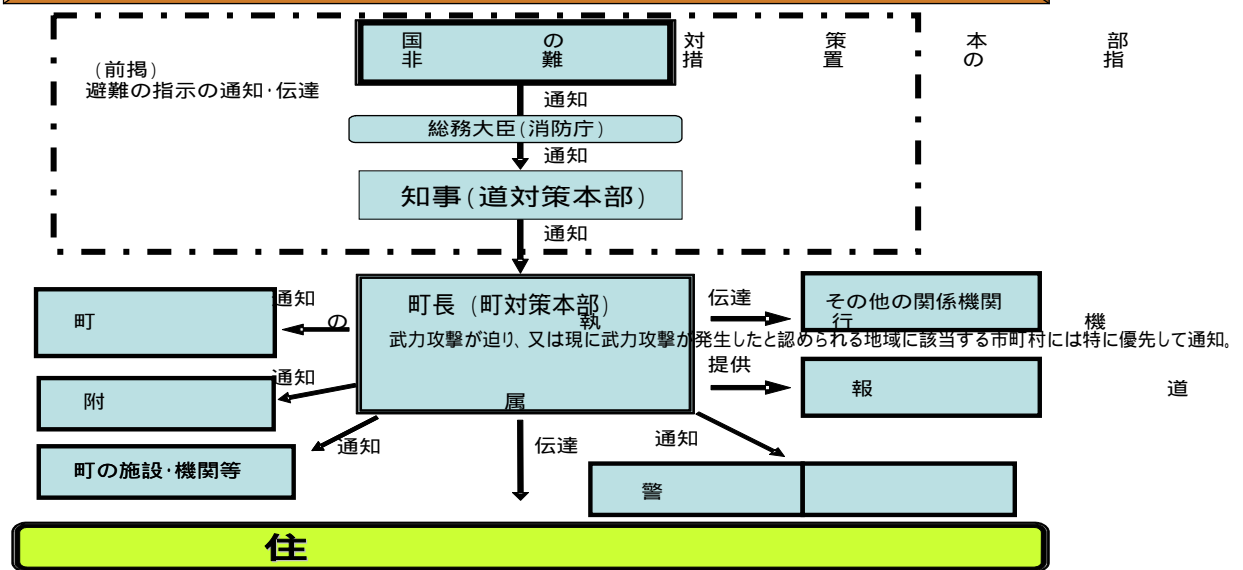 国の対策本部
非難措置の指
(前掲)
避難の指示の通知・伝達
通知
総務大臣(消防庁)
通知
知事(道対策本部)
通知
町長(町対策本部)
武力攻撃が迫り、又は現に武力攻撃が発生したと認められる地域に該当する市町村には特に優先して通知。
通知
町の執行機
伝達
その他の関係機関
通知
附属
提供
報道
通知
町の施設・機関等
伝達
通知
警
住